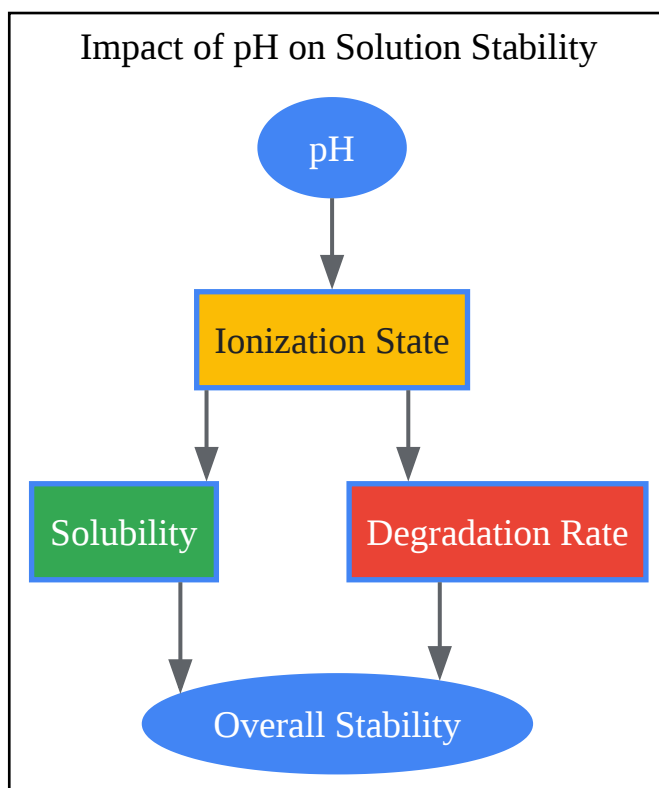 Impact of pH on Solution Stability
pH
Ionization State
Solubility
Degradation Rate
Overall Stability